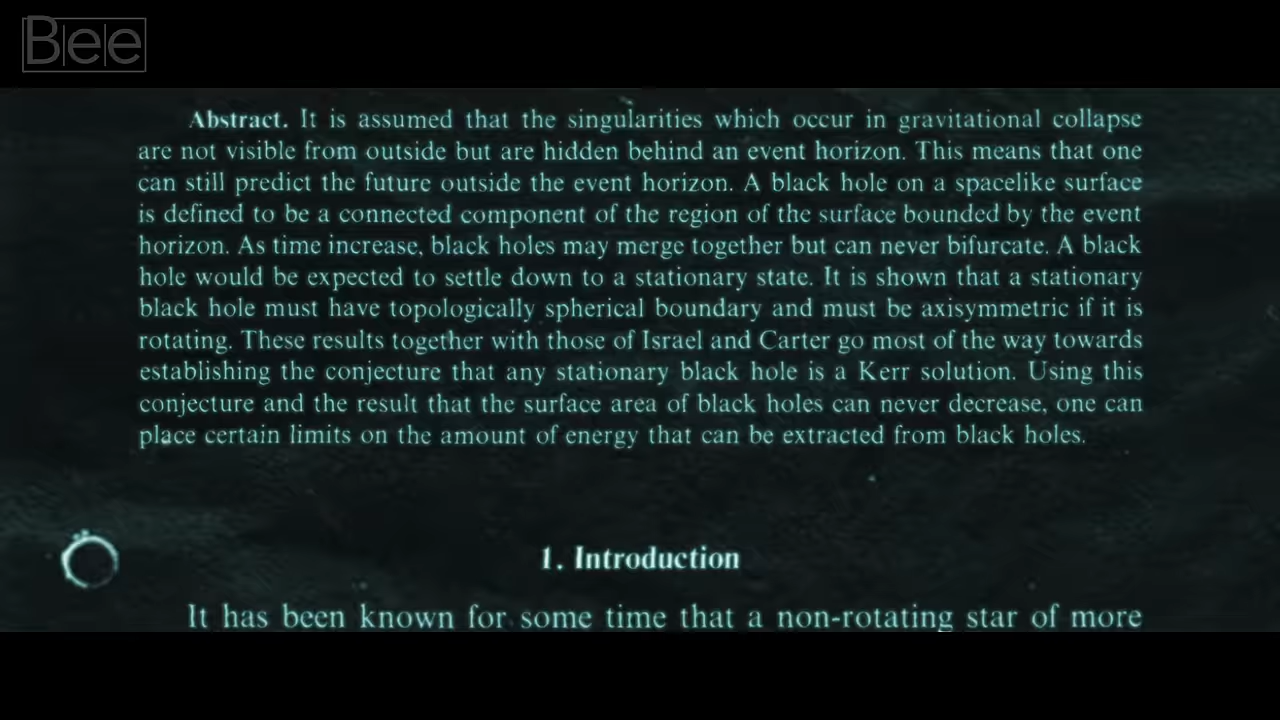 Bee
Abstract. It is assumed that the singularities which occur in gravitational collapse
are not visible from outside but are hidden behind an event horizon. This means that one
can still predict the future outside the event horizon. A black hole on a spacelike surface
is defined to be a connected component of the region of the surface bounded by the event
horizon. As time increase, black holes may merge together but can never bifurcate. A black
hole would be expected to settle down to a stationary state. It is shown that a stationary
black hole must have topologically spherical boundary and must be axisymmetric if it is
rotating. These results together with those of Israel and Carter go most of the way towards
establishing the conjecture that any stationary black hole is a Kerr solution. Using this
conjecture and the result that the surface area of black holes can never decrease, one can
place certain limits on the amount of energy that can be extracted from black holes.
1. Introduction
It has been known for some time that a non-rotating star of more